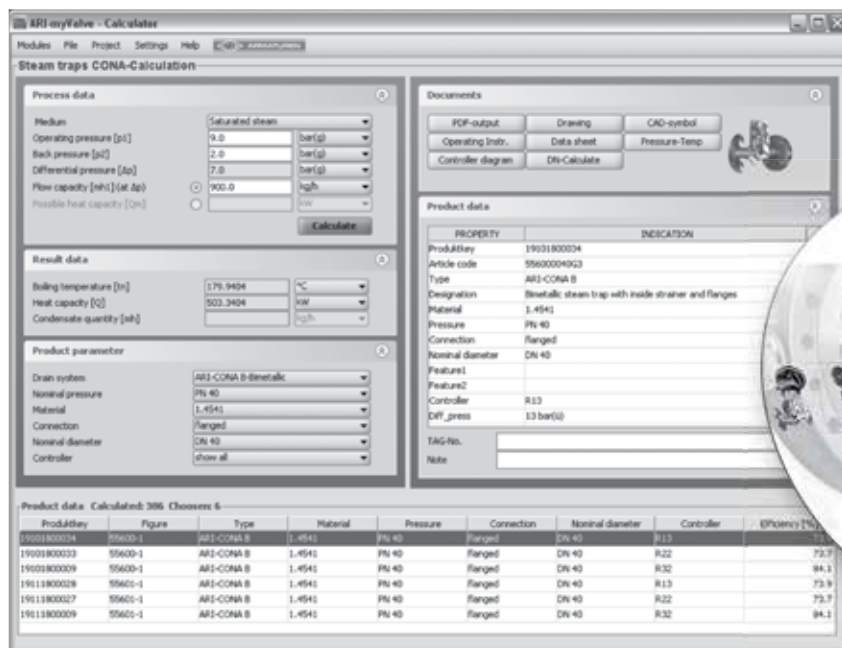 ARI-myValve - Calculator
Modules File Project Settings Help ARMATUREN
Steam traps CONA-Calculation
Process data
Medium Saturated steam
Operating pressure [p1] 9.0 bar(g)
Back pressure [p2] 2.0 bar(g)
Differential pressure [Δp] 7.0 bar(g)
Flow capacity [mh1] (at Δp) 900.0 kg/h
Possible heat capacity [Qm] kW
Calculate
Result data
Boiling temperature [tn] 179.9404 °C
Heat capacity [Q] 503.3404 kW
Condensate quantity [mh] kg/h
Product parameter
Drain system ARI-CONA B-Bimetallic
Nominal pressure PN 40
Material 1.4541
Connection flanged
Nominal diameter DN 40
Controller show all
Documents
PDF-output Drawing CAD-symbol
Operating Instr. Data sheet Pressure-Temp
Controller diagram DN-Calculate
Product data
PROPERTY INDICATION
Produktkey 19101800034
Article code 556000040G3
Type ARI-CONA B
Designation Bimetallic steam trap with inside strainer and flanges
Material 1.4541
Pressure PN 40
Connection flanged
Nominal diameter DN 40
Feature1
Feature2
Controller R13
Diff_press 13 bar(ü)
TAG-No.
Note
Product data Calculated: 386 Choosen: 6
Produktkey Figure Type Material Pressure Connection Nominal diameter Controller Efficiency [%]
19101800034 55600-1 ARI-CONA B 1.4541 PN 40 flanged DN 40 R13
19101800033 55600-1 ARI-CONA B 1.4541 PN 40 flanged DN 40 R22 73.7
19101800009 55600-1 ARI-CONA B 1.4541 PN 40 flanged DN 40 R32 84.1
19111800028 55601-1 ARI-CONA B 1.4541 PN 40 flanged DN 40 R13 73.9
19111800027 55601-1 ARI-CONA B 1.4541 PN 40 flanged DN 40 R22 73.7
19111800009 55601-1 ARI-CONA B 1.4541 PN 40 flanged DN 40 R32 84.1